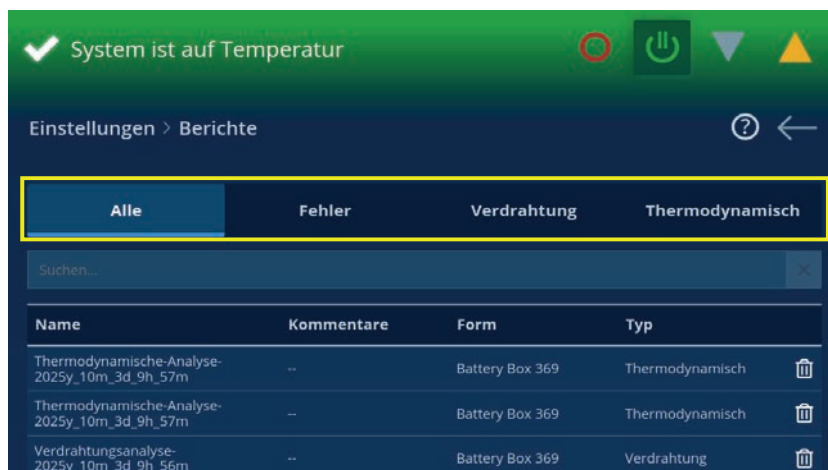 System ist auf Temperatur
Einstellungen > Berichte
Alle Fehler Verdrahtung Thermodynamisch
Suchen...
Name Kommentare Form Typ
Thermodynamische-Analyse-
2025y_10m_3d_9h_57m -- Battery Box 369 Thermodynamisch
Thermodynamische-Analyse-
2025y_10m_3d_9h_57m -- Battery Box 369 Thermodynamisch
Verdrahtungsanalyse-
2025y_10m_3d_9h_56m -- Battery Box 369 Verdrahtung